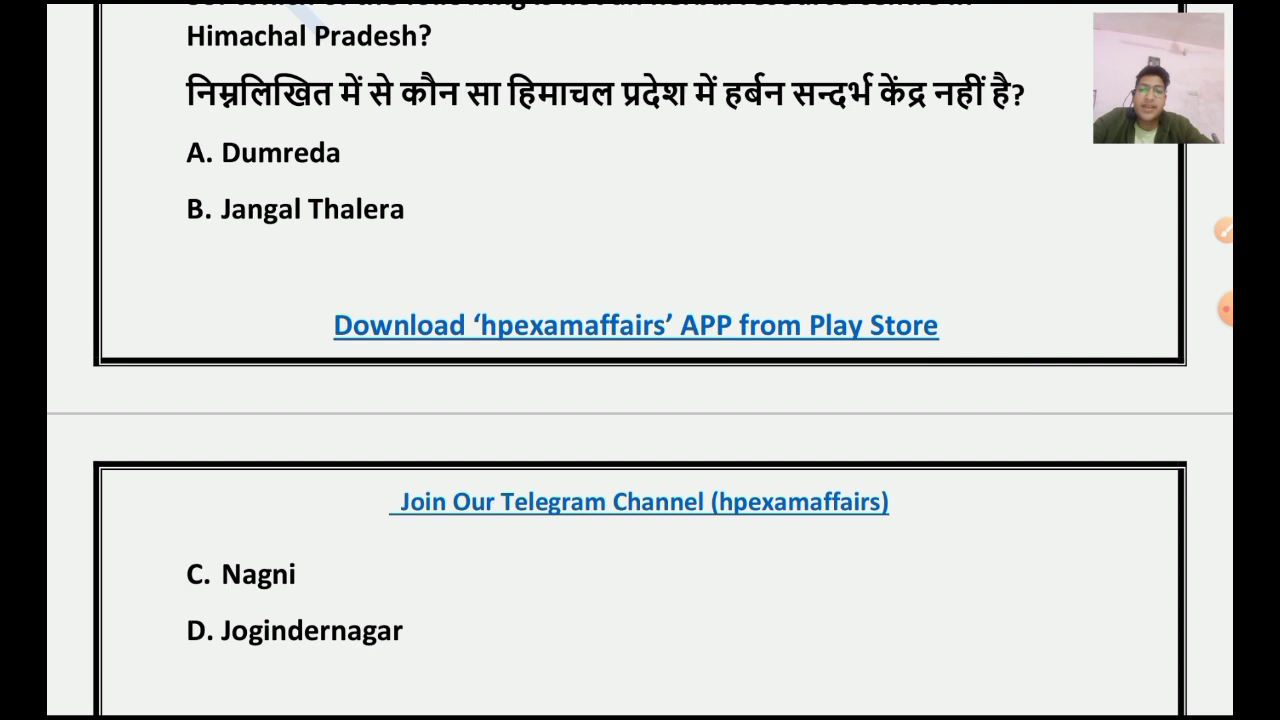 Himachal Pradesh?
निम्नलिखित में से कौन सा हिमाचल प्रदेश में हर्बन सन्दर्भ केंद्र नहीं है?
A. Dumreda
B. Jangal Thalera
Download ‘hpexamaffairs’ APP from Play Store
Join Our Telegram Channel (hpexamaffairs)
C. Nagni
D. Jogindernagar